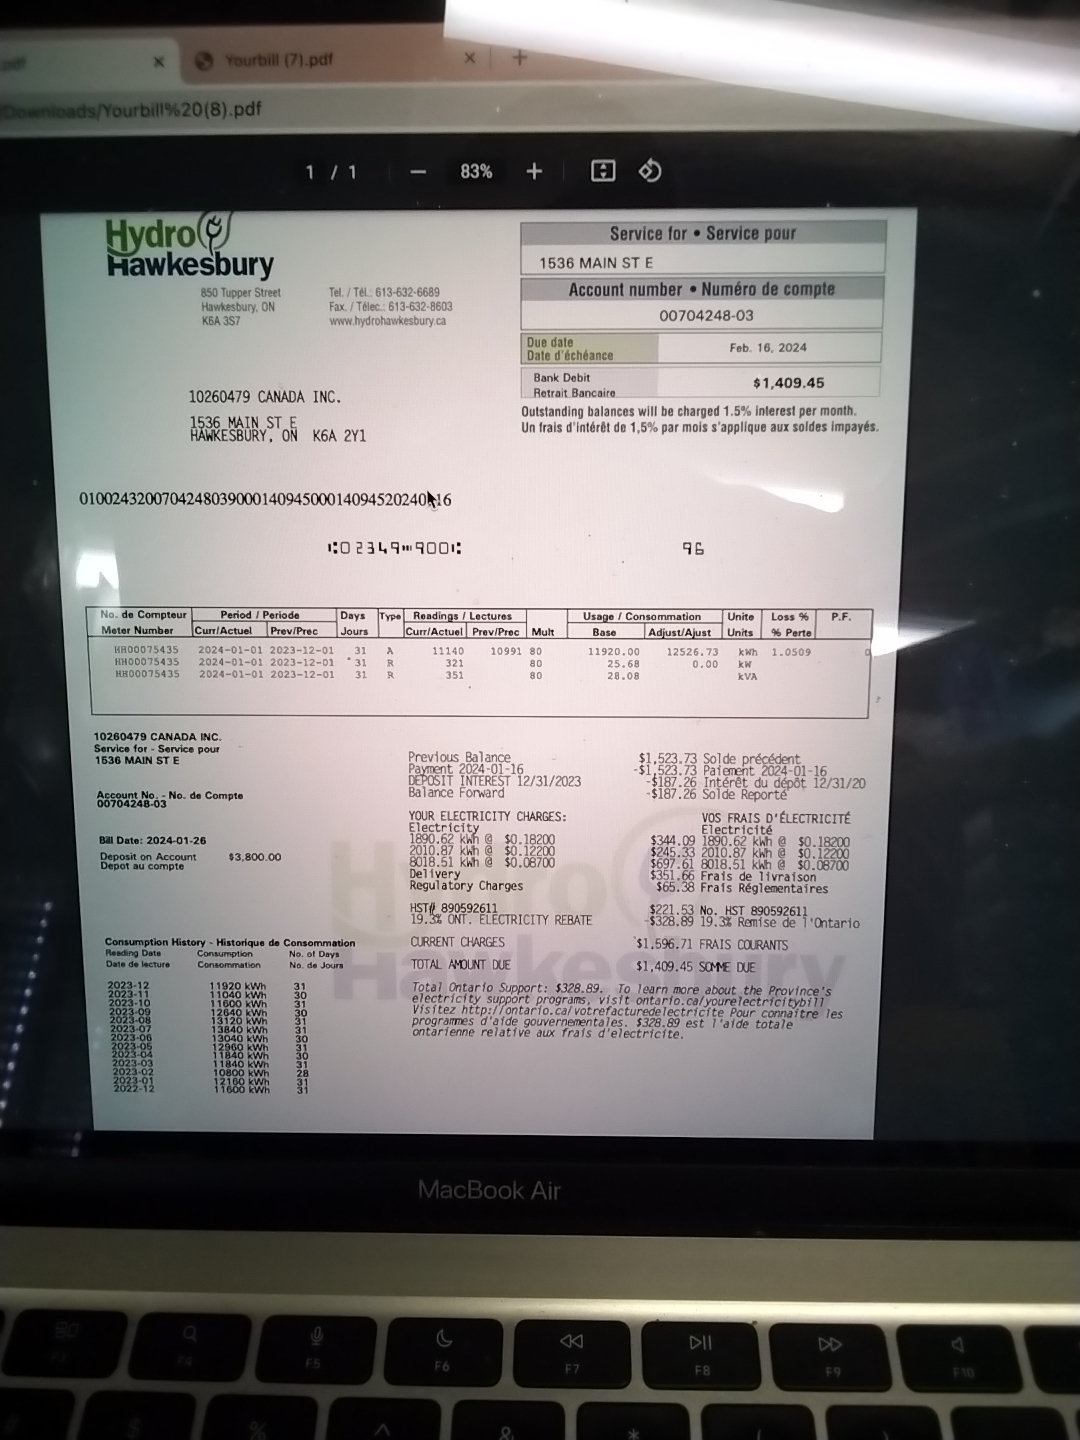 Yourbill (7).pdf
Downloads/Yourbill%20(8).pdf
1 / 1 — 83% +
Hydro
Hawkesbury
850 Tupper Street
Hawkesbury, ON
K6A 3S7
Tel. / Tél.: 613-632-6689
Fax. / Télec.: 613-632-8603
www.hydrohawkesbury.ca
Service for • Service pour
1536 MAIN ST E
Account number • Numéro de compte
00704248-03
Due date
Date d'échéance
Feb. 16, 2024
Bank Debit
Retrait Bancaire
$1,409.45
Outstanding balances will be charged 1.5% interest per month.
Un frais d'intérêt de 1,5% par mois s'applique aux soldes impayés.
10260479 CANADA INC.
1536 MAIN ST E
HAWKESBURY, ON K6A 2Y1
⑆02349⑉900⑆ 96
No. de Compteur Period / Periode Days Type Readings / Lectures Usage / Consommation Unite Loss % P.F.
Meter Number Curr/Actuel Prev/Prec Jours Curr/Actuel Prev/Prec Mult Base Adjust/Ajust Units % Perte
HH00075435 2024-01-01 2023-12-01 31 A 11140 10991 80 11920.00 12526.73 kWh 1.0509 0
HH00075435 2024-01-01 2023-12-01 31 R 321 80 25.68 0.00 kW
HH00075435 2024-01-01 2023-12-01 31 R 351 80 28.08 kVA
10260479 CANADA INC.
Service for - Service pour
1536 MAIN ST E
Account No. - No. de Compte
00704248-03
Bill Date: 2024-01-26
Deposit on Account $3,800.00
Depot au compte
Previous Balance $1,523.73 Solde précédent
Payment 2024-01-16 -$1,523.73 Paiement 2024-01-16
DEPOSIT INTEREST 12/31/2023 -$187.26 Intérêt du dépôt 12/31/20
Balance Forward -$187.26 Solde Reporté
YOUR ELECTRICITY CHARGES: VOS FRAIS D'ÉLECTRICITÉ
Electricity Électricité
1890.62 kWh @ $0.18200 $344.09 1890.62 kWh @ $0.18200
2010.87 kWh @ $0.12200 $245.33 2010.87 kWh @ $0.12200
8018.51 kWh @ $0.08700 $697.61 8018.51 kWh @ $0.08700
Delivery $351.66 Frais de livraison
Regulatory Charges $65.38 Frais Réglementaires
HST# 890592611 $221.53 No. HST 890592611
19.3% ONT. ELECTRICITY REBATE -$328.89 19.3% Remise de l'Ontario
CURRENT CHARGES $1,596.71 FRAIS COURANTS
TOTAL AMOUNT DUE $1,409.45 SOMME DUE
Total Ontario Support: $328.89. To learn more about the Province's
electricity support programs, visit ontario.ca/yourelectricitybill
Visitez http://ontario.ca/votrefacturedelectricite Pour connaître les
programmes d'aide gouvernementales. $328.89 est l'aide totale
ontarienne relative aux frais d'electricite.
Consumption History - Historique de Consommation
Reading Date Consumption No. of Days
Date de lecture Consommation No. de Jours
2023-12 11920 kWh 31
2023-11 11040 kWh 30
2023-10 11600 kWh 31
2023-09 12640 kWh 30
2023-08 13120 kWh 31
2023-07 13840 kWh 31
2023-06 13040 kWh 30
2023-05 12960 kWh 31
2023-04 11840 kWh 30
2023-03 11840 kWh 31
2023-02 10800 kWh 28
2023-01 12160 kWh 31
2022-12 11600 kWh 31
Hydro
Hawkesbury
MacBook Air
F4 F5 F6 F7 F8 F9 F10
$ % ^ & *